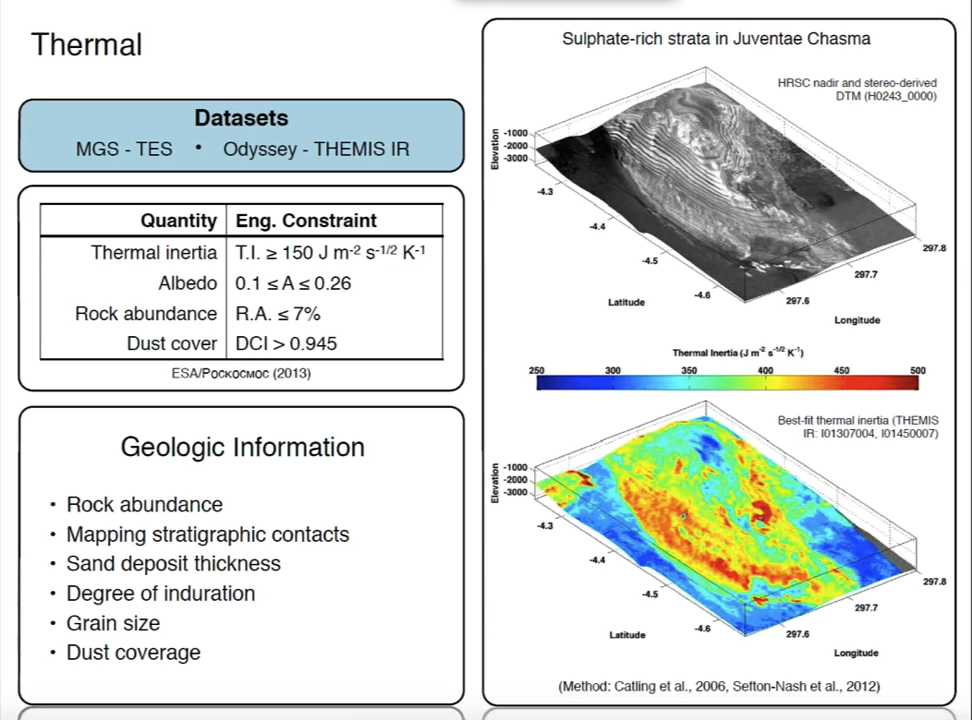 Thermal
Datasets
MGS - TES • Odyssey - THEMIS IR
Quantity Eng. Constraint
Thermal inertia T.I. ≥ 150 J m⁻² s⁻¹/² K⁻¹
Albedo 0.1 ≤ A ≤ 0.26
Rock abundance R.A. ≤ 7%
Dust cover DCI > 0.945
ESA/Роскосмос (2013)
Geologic Information
• Rock abundance
• Mapping stratigraphic contacts
• Sand deposit thickness
• Degree of induration
• Grain size
• Dust coverage
Sulphate-rich strata in Juventae Chasma
HRSC nadir and stereo-derived
DTM (H0243_0000)
Elevation
-1000
-2000
-3000
-4.3
-4.4
-4.5
-4.6
Latitude
297.6
297.7
297.8
Longitude
Thermal Inertia (J m⁻² s⁻¹/² K⁻¹)
250 300 350 400 450 500
Best-fit thermal inertia (THEMIS
IR: I01307004, I01450007)
Elevation
-1000
-2000
-3000
-4.3
-4.4
-4.5
-4.6
Latitude
297.6
297.7
297.8
Longitude
(Method: Catling et al., 2006, Sefton-Nash et al., 2012)